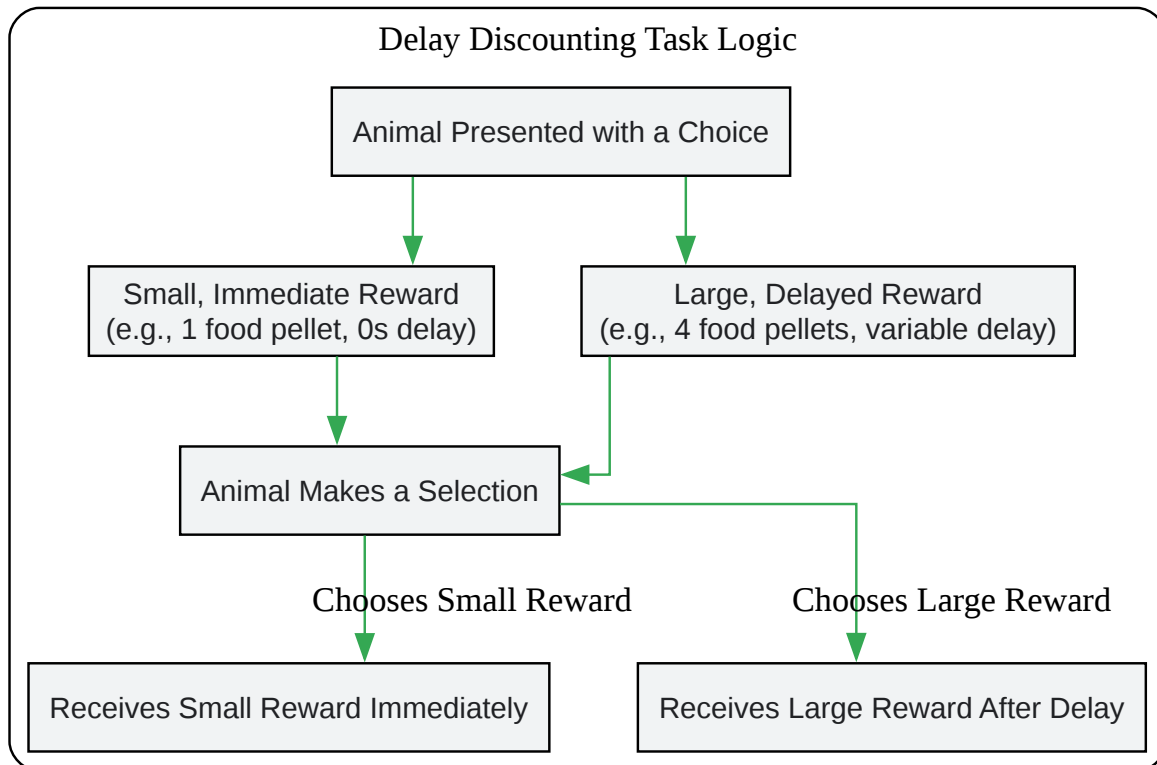 Delay Discounting Task Logic
Animal Presented with a Choice
Small, Immediate Reward
(e.g., 1 food pellet, 0s delay)
Large, Delayed Reward
(e.g., 4 food pellets, variable delay)
Animal Makes a Selection
Chooses Small Reward
Chooses Large Reward
Receives Small Reward Immediately
Receives Large Reward After Delay